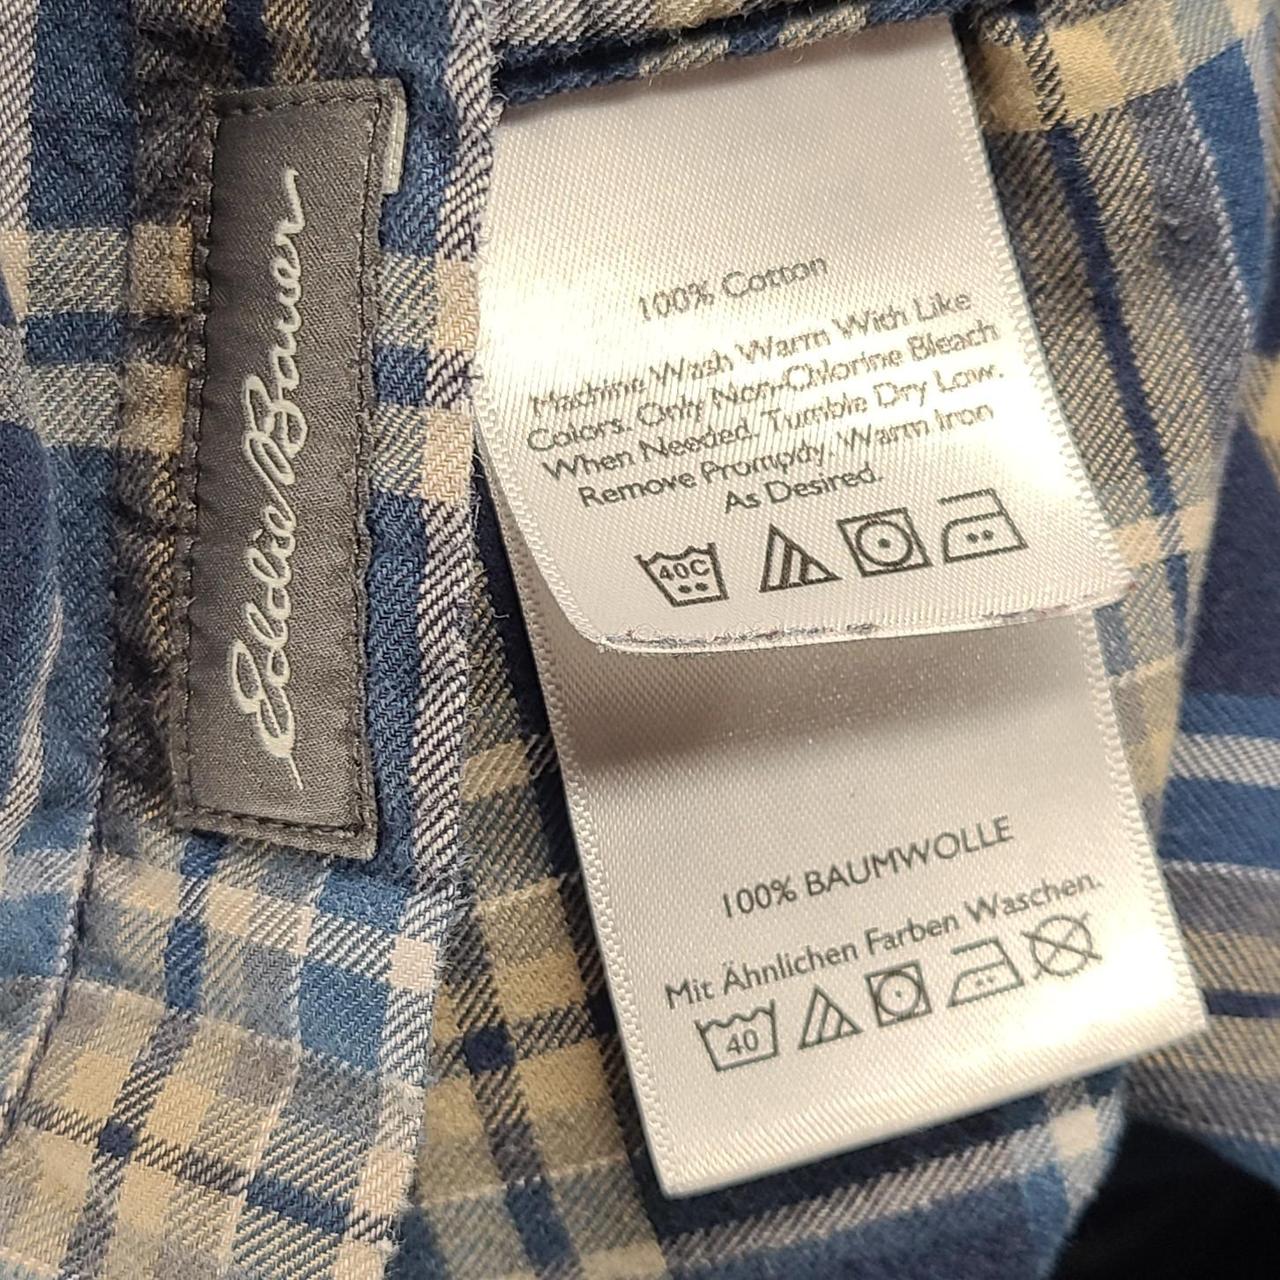 Eddie Bauer
100% Cotton
Machine Wash Warm With Like
Colors. Only Non-Chlorine Bleach
When Needed. Tumble Dry Low.
Remove Promptly. Warm Iron
As Desired.
40C
100% BAUMWOLLE
Mit Ähnlichen Farben Waschen.
40